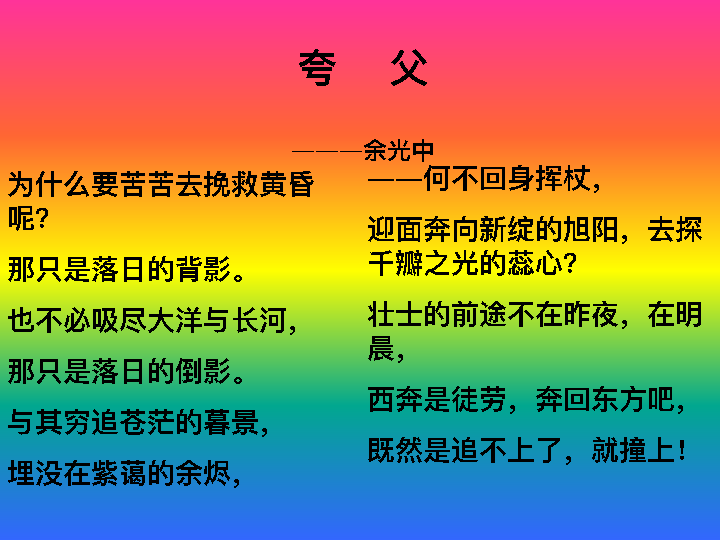 夸 父
———余光中
为什么要苦苦去挽救黄昏
呢？
那只是落日的背影。
也不必吸尽大洋与长河，
那只是落日的倒影。
与其穷追苍茫的暮景，
埋没在紫蔼的余烬，
——何不回身挥杖，
迎面奔向新绽的旭阳，去探
千瓣之光的蕊心？
壮士的前途不在昨夜，在明
晨，
西奔是徒劳，奔回东方吧，
既然是追不上了，就撞上！